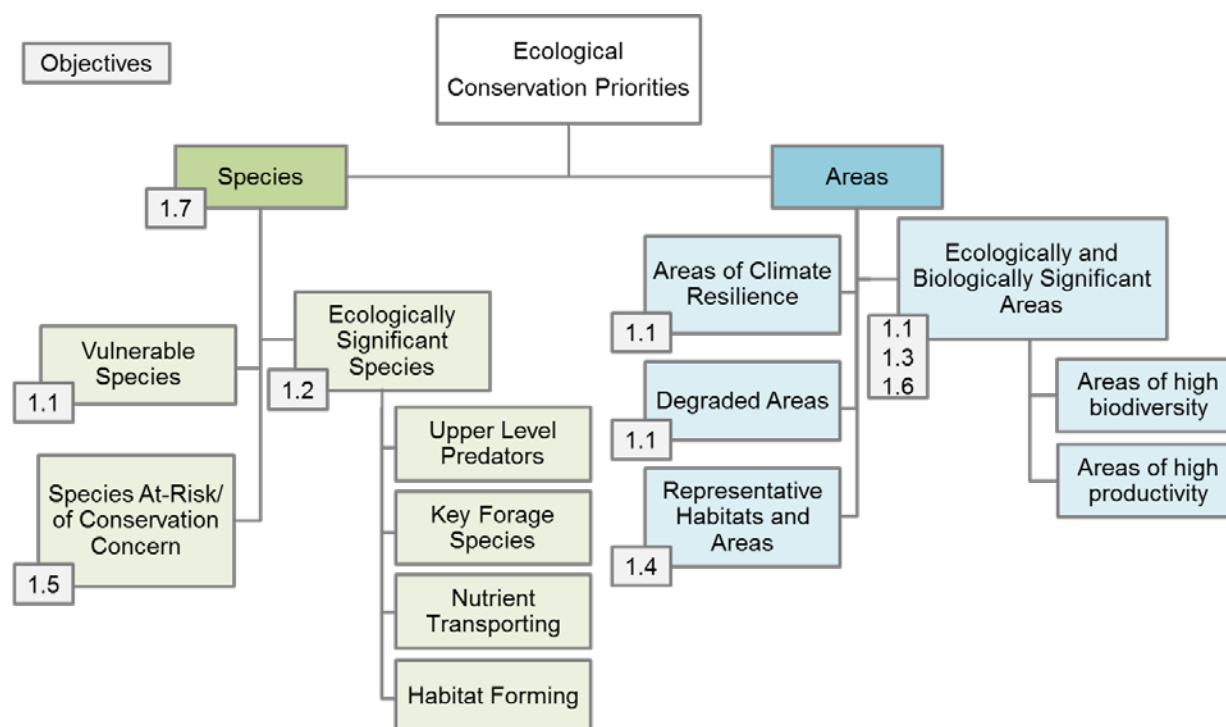 Objectives
Ecological
Conservation Priorities
Species
1.7
Areas
Vulnerable
Species
1.1
Ecologically
Significant
Species
1.2
Species At-Risk/
of Conservation
Concern
1.5
Upper Level
Predators
Key Forage
Species
Nutrient
Transporting
Habitat Forming
Areas of Climate
Resilience
1.1
Degraded Areas
1.1
Representative
Habitats and
Areas
1.4
Ecologically and
Biologically Significant
Areas
1.1
1.3
1.6
Areas of high
biodiversity
Areas of high
productivity